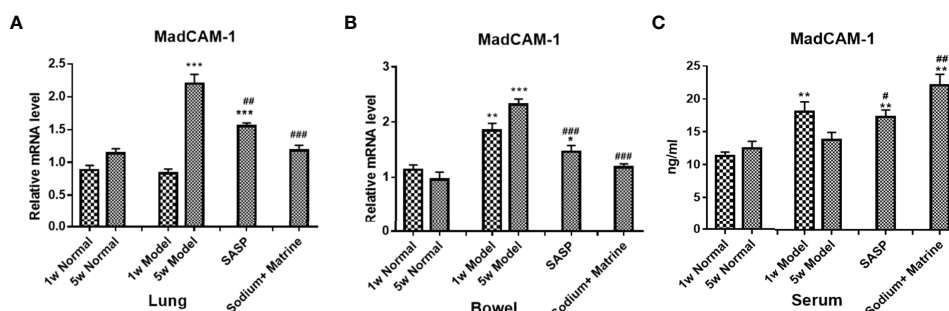 A
MadCAM-1
Relative mRNA level
2.5
2.0
1.5
1.0
0.5
0.0
***
##
***
###
1w Normal
5w Normal
1w Model
5w Model
SASP
Sodium+ Matrine
Lung
B
MadCAM-1
Relative mRNA level
3
2
1
0
**
***
###
*
###
1w Normal
5w Normal
1w Model
5w Model
SASP
Sodium+ Matrine
Bowel
C
MadCAM-1
ng/ml
25
20
15
10
5
0
**
#
**
##
**
1w Normal
5w Normal
1w Model
5w Model
SASP
Sodium+ Matrine
Serum